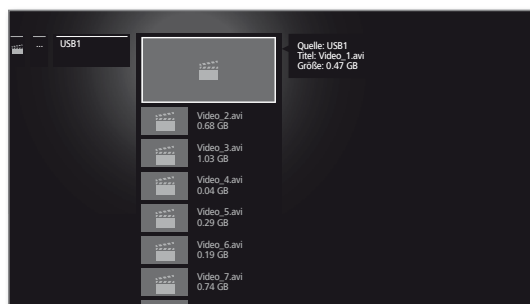 ...
USB1
Quelle: USB1
Titel: Video_1.avi
Größe: 0.47 GB
Video_2.avi
0.68 GB
Video_3.avi
1.03 GB
Video_4.avi
0.04 GB
Video_5.avi
0.29 GB
Video_6.avi
0.19 GB
Video_7.avi
0.74 GB